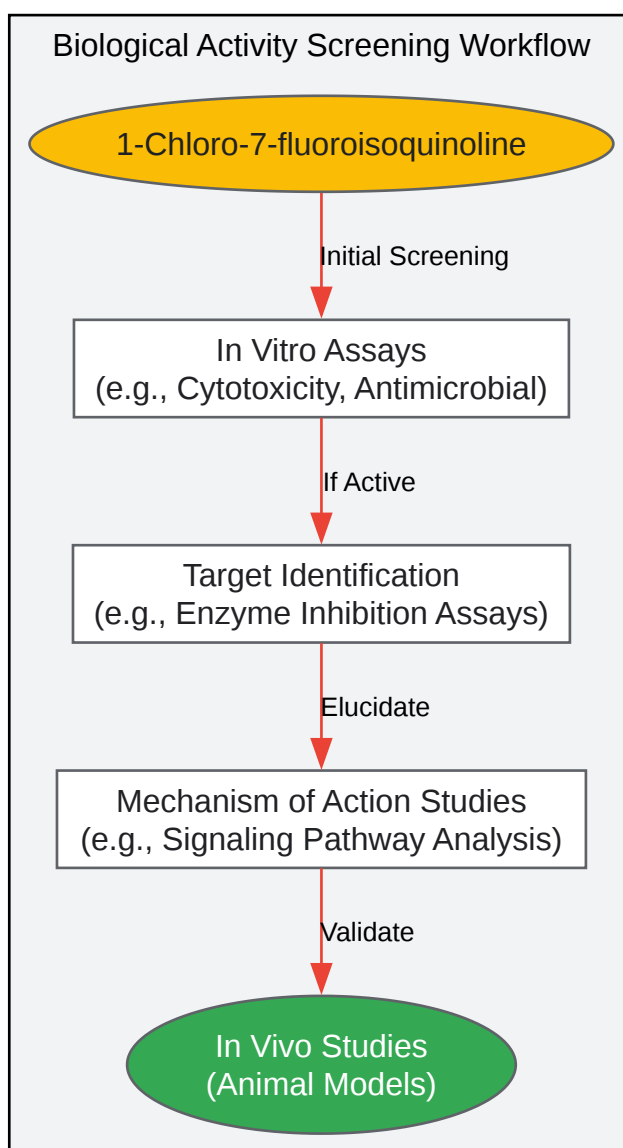 Biological Activity Screening Workflow
1-Chloro-7-fluoroisoquinoline
Initial Screening
In Vitro Assays
(e.g., Cytotoxicity, Antimicrobial)
If Active
Target Identification
(e.g., Enzyme Inhibition Assays)
Elucidate
Mechanism of Action Studies
(e.g., Signaling Pathway Analysis)
Validate
In Vivo Studies
(Animal Models)